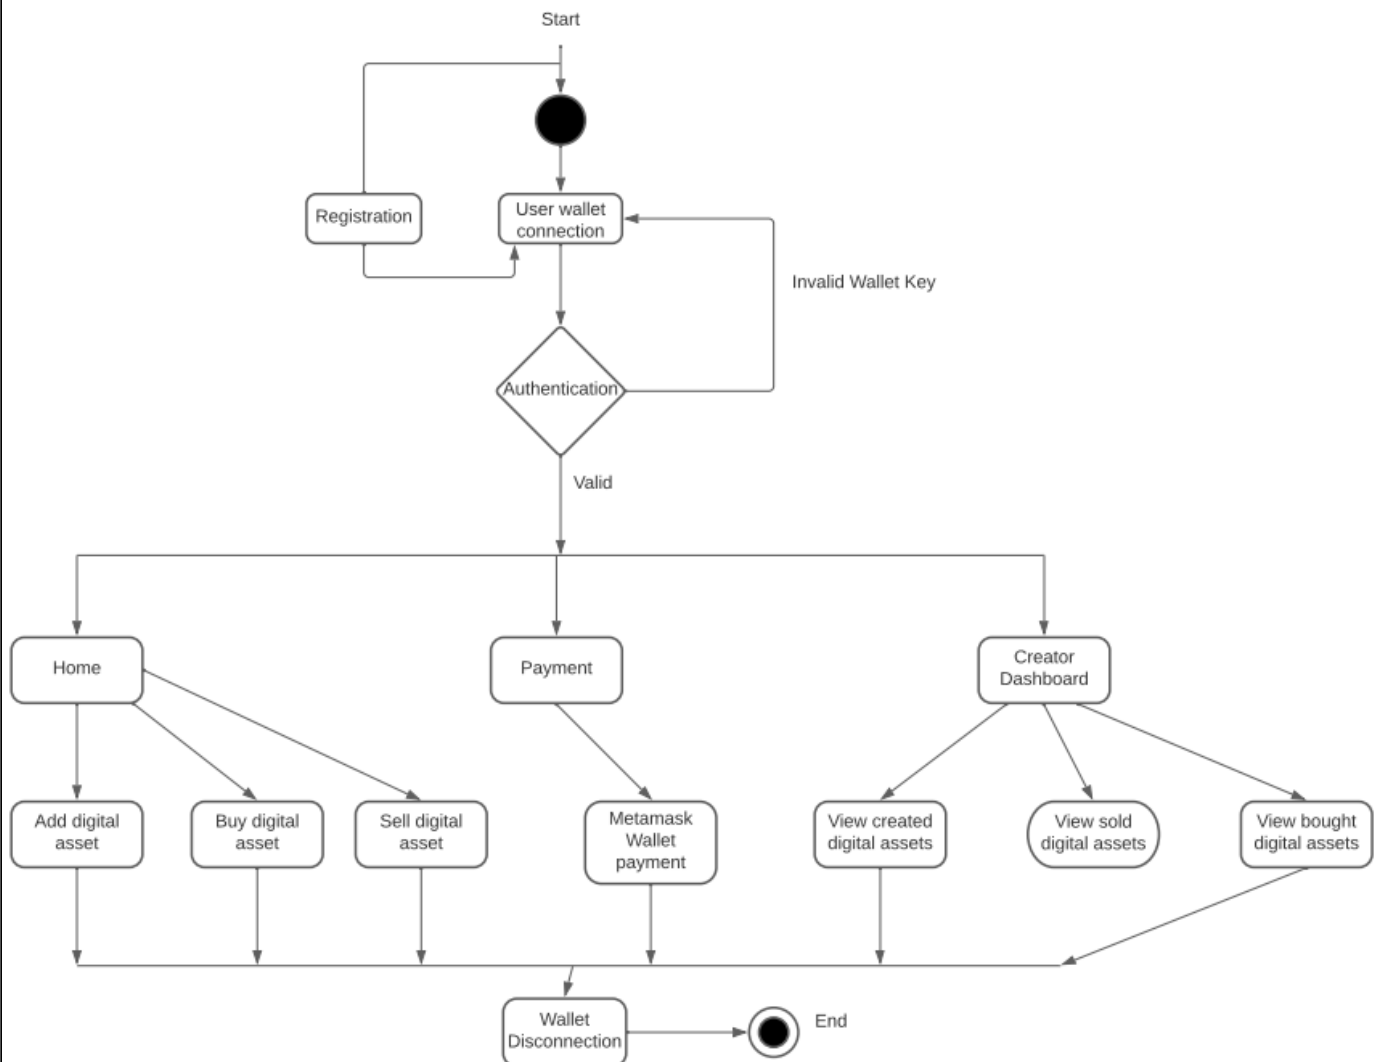 Start
Registration
User wallet
connection
Invalid Wallet Key
Authentication
Valid
Home
Payment
Creator
Dashboard
Add digital
asset
Buy digital
asset
Sell digital
asset
Metamask
Wallet
payment
View created
digital assets
View sold
digital assets
View bought
digital assets
Wallet
Disconnection
End